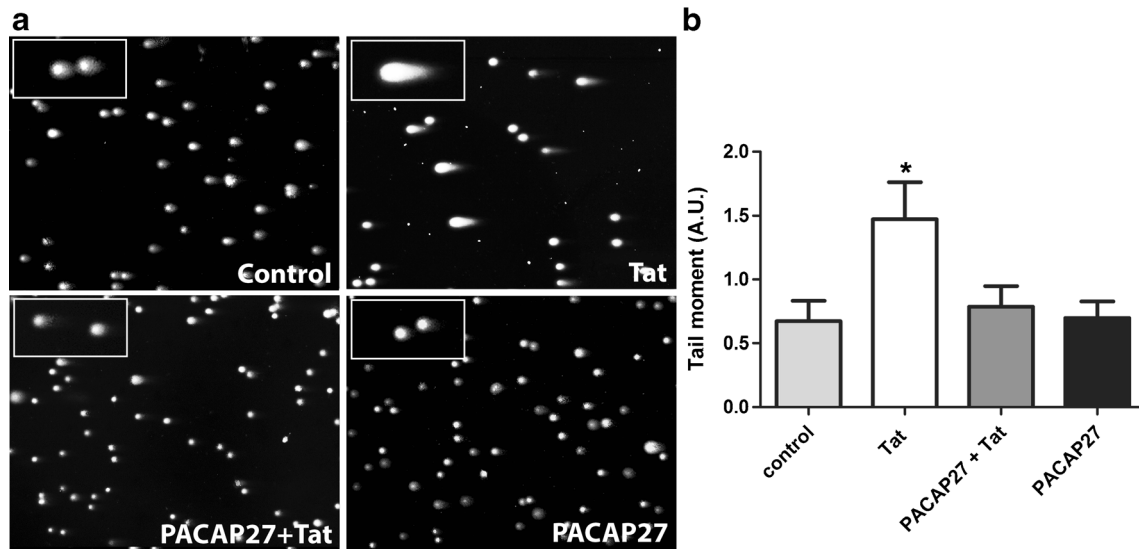 a
b
Control
Tat
PACAP27+Tat
PACAP27
Tail moment (A.U.)
2.0
1.5
1.0
0.5
0.0
*
control
Tat
PACAP27 + Tat
PACAP27